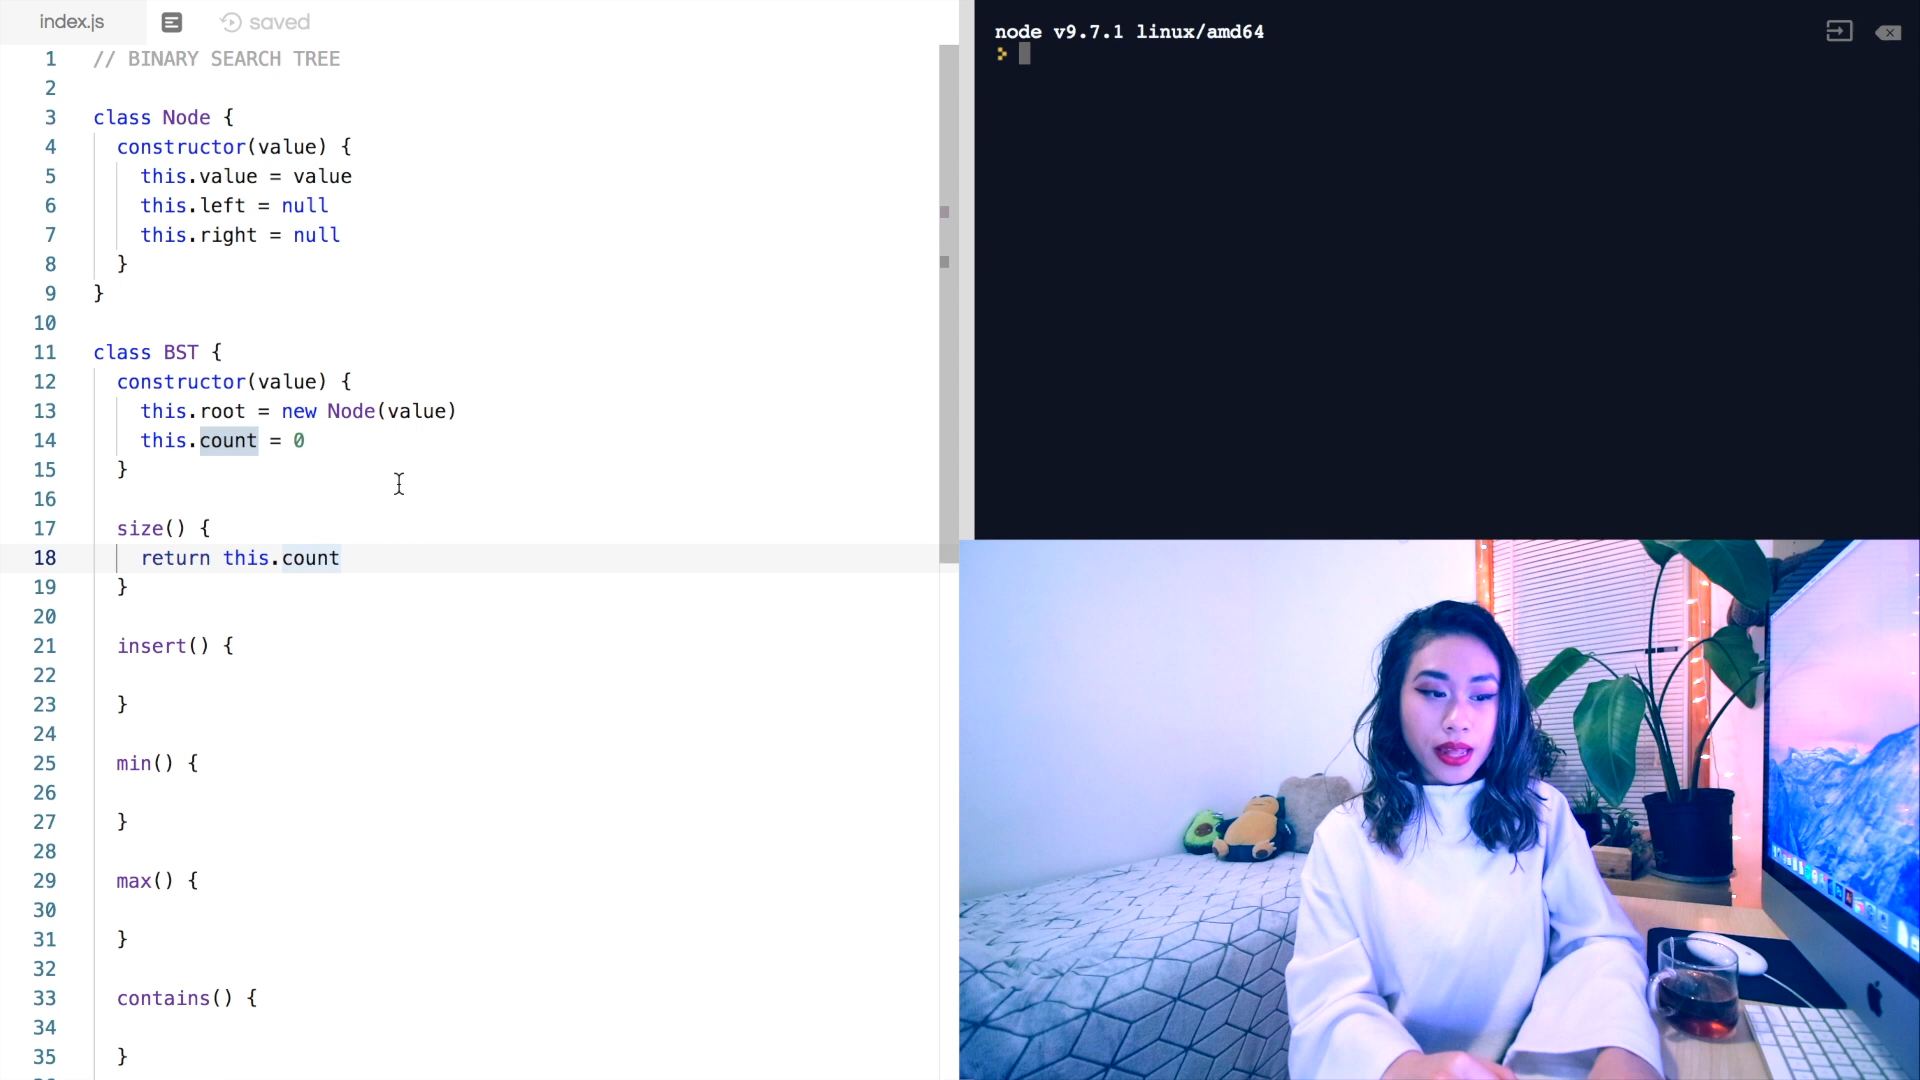 index.js saved
1 // BINARY SEARCH TREE
2
3 class Node {
4 constructor(value) {
5 this.value = value
6 this.left = null
7 this.right = null
8 }
9 }
10
11 class BST {
12 constructor(value) {
13 this.root = new Node(value)
14 this.count = 0
15 }
16
17 size() {
18 return this.count
19 }
20
21 insert() {
22
23 }
24
25 min() {
26
27 }
28
29 max() {
30
31 }
32
33 contains() {
34
35 }
node v9.7.1 linux/amd64